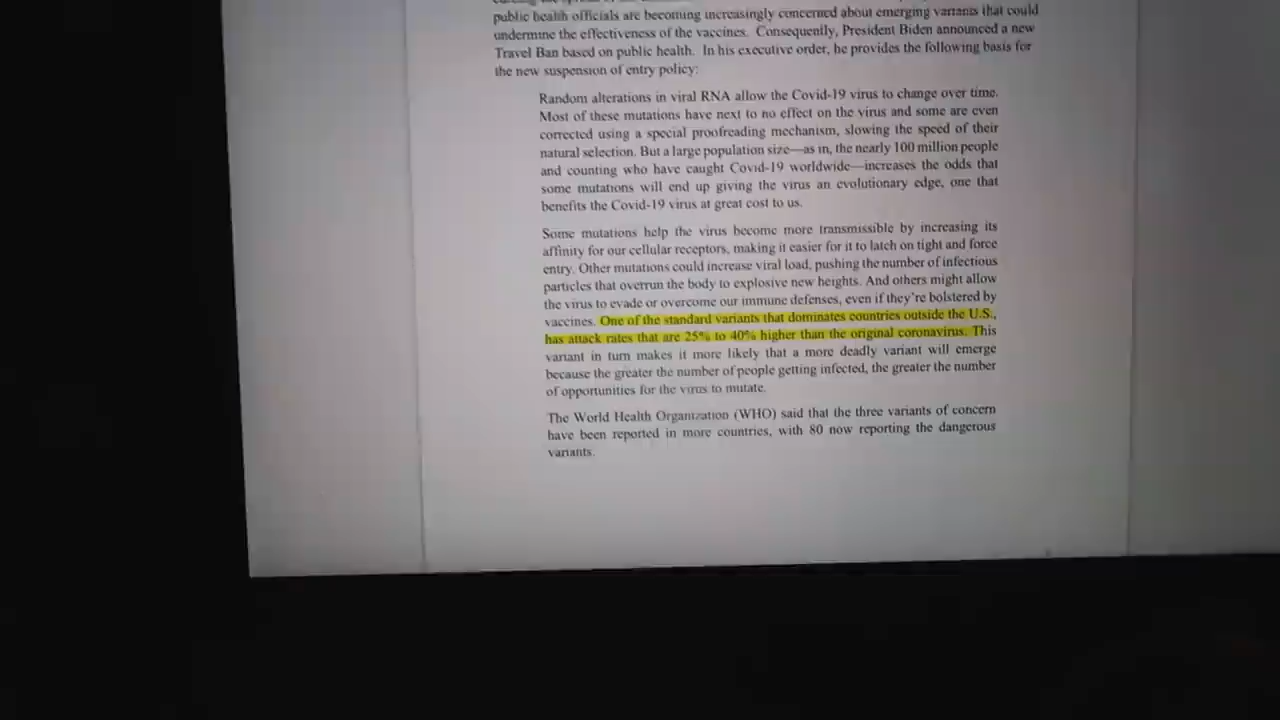 public health officials are becoming increasingly concerned about emerging variants that could
undermine the effectiveness of the vaccines. Consequently, President Biden announced a new
Travel Ban based on public health. In his executive order, he provides the following basis for
the new suspension of entry policy:
Random alterations in viral RNA allow the Covid-19 virus to change over time.
Most of these mutations have next to no effect on the virus and some are even
corrected using a special proofreading mechanism, slowing the speed of their
natural selection. But a large population size—as in, the nearly 100 million people
and counting who have caught Covid-19 worldwide—increases the odds that
some mutations will end up giving the virus an evolutionary edge, one that
benefits the Covid-19 virus at great cost to us.
Some mutations help the virus become more transmissible by increasing its
affinity for our cellular receptors, making it easier for it to latch on tight and force
entry. Other mutations could increase viral load, pushing the number of infectious
particles that overrun the body to explosive new heights. And others might allow
the virus to evade or overcome our immune defenses, even if they're bolstered by
vaccines. One of the standard variants that dominates countries outside the U.S.,
has attack rates that are 25% to 40% higher than the original coronavirus. This
variant in turn makes it more likely that a more deadly variant will emerge
because the greater the number of people getting infected, the greater the number
of opportunities for the virus to mutate.
The World Health Organization (WHO) said that the three variants of concern
have been reported in more countries, with 80 now reporting the dangerous
variants.